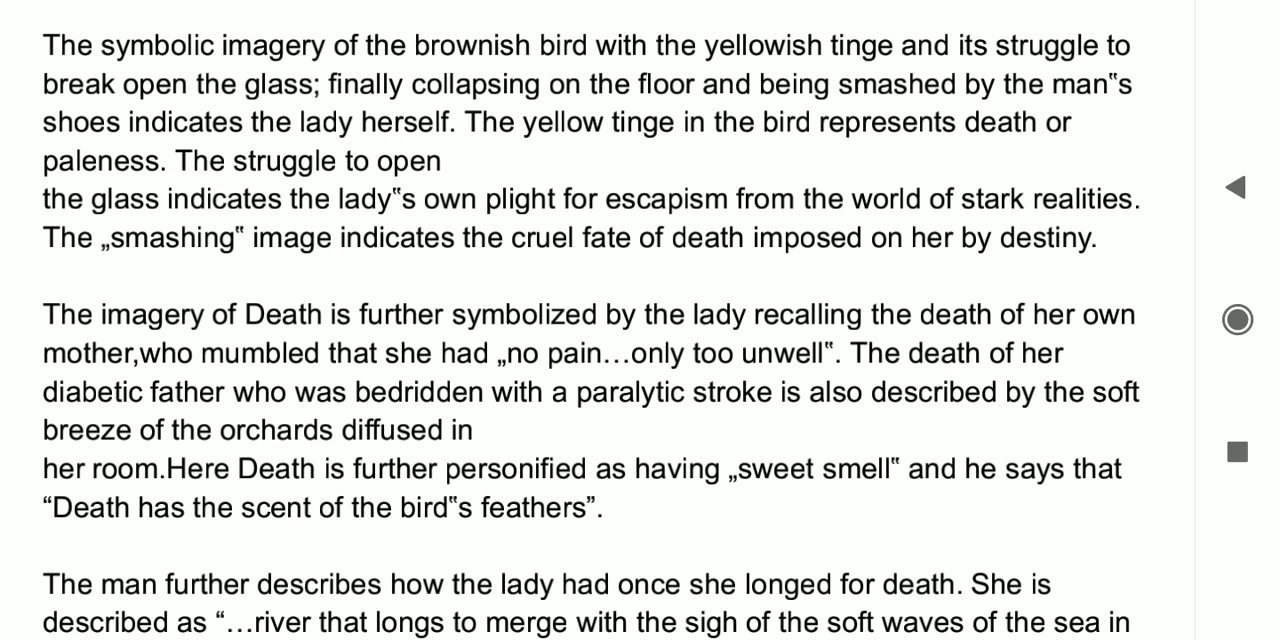 The symbolic imagery of the brownish bird with the yellowish tinge and its struggle to
break open the glass; finally collapsing on the floor and being smashed by the man‟s
shoes indicates the lady herself. The yellow tinge in the bird represents death or
paleness. The struggle to open
the glass indicates the lady‟s own plight for escapism from the world of stark realities.
The „smashing‟ image indicates the cruel fate of death imposed on her by destiny.
The imagery of Death is further symbolized by the lady recalling the death of her own
mother,who mumbled that she had „no pain…only too unwell‟. The death of her
diabetic father who was bedridden with a paralytic stroke is also described by the soft
breeze of the orchards diffused in
her room.Here Death is further personified as having „sweet smell‟ and he says that
“Death has the scent of the bird‟s feathers”.
The man further describes how the lady had once she longed for death. She is
described as “…river that longs to merge with the sigh of the soft waves of the sea in